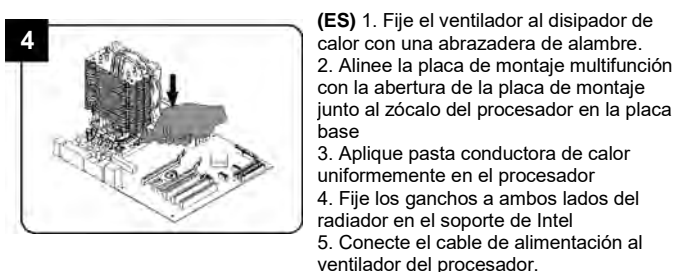 4
(ES) 1. Fije el ventilador al disipador de
calor con una abrazadera de alambre.
2. Alinee la placa de montaje multifunción
con la abertura de la placa de montaje
junto al zócalo del procesador en la placa
base
3. Aplique pasta conductora de calor
uniformemente en el procesador
4. Fije los ganchos a ambos lados del
radiador en el soporte de Intel
5. Conecte el cable de alimentación al
ventilador del procesador.